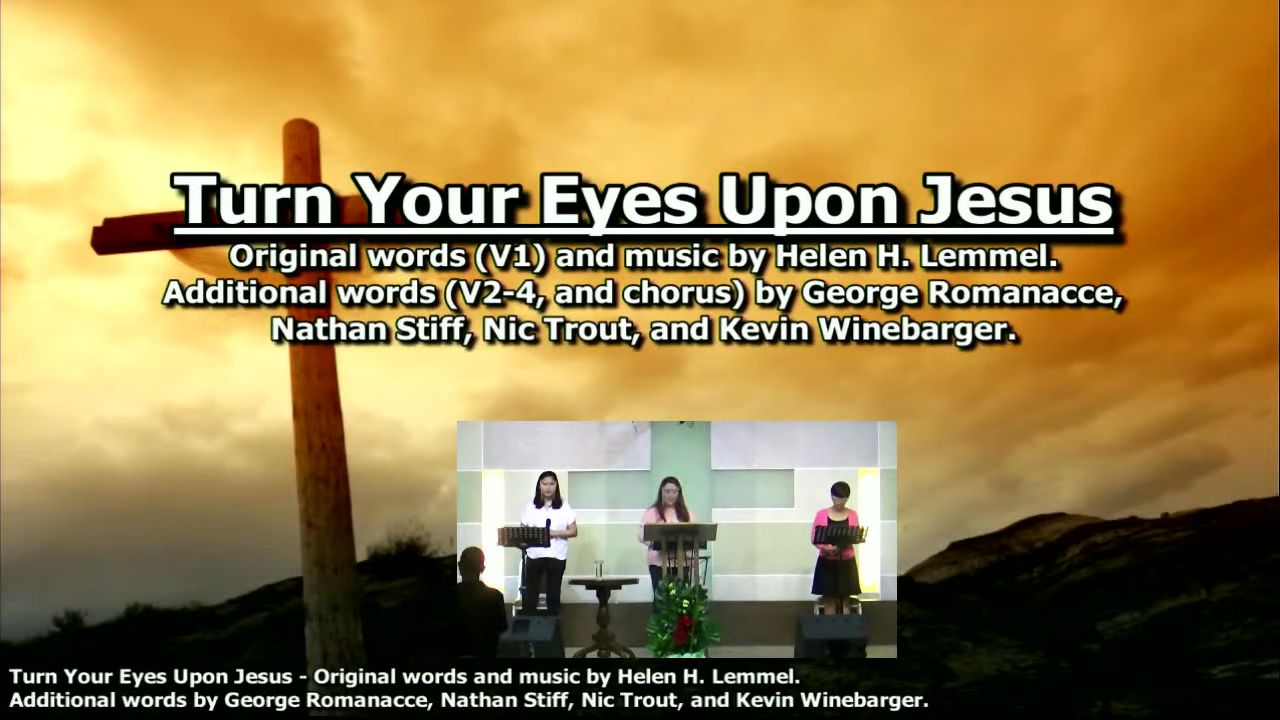 Turn Your Eyes Upon Jesus
Original words (V1) and music by Helen H. Lemmel.
Additional words (V2-4, and chorus) by George Romanacce,
Nathan Stiff, Nic Trout, and Kevin Winebarger.
Turn Your Eyes Upon Jesus - Original words and music by Helen H. Lemmel.
Additional words by George Romanacce, Nathan Stiff, Nic Trout, and Kevin Winebarger.